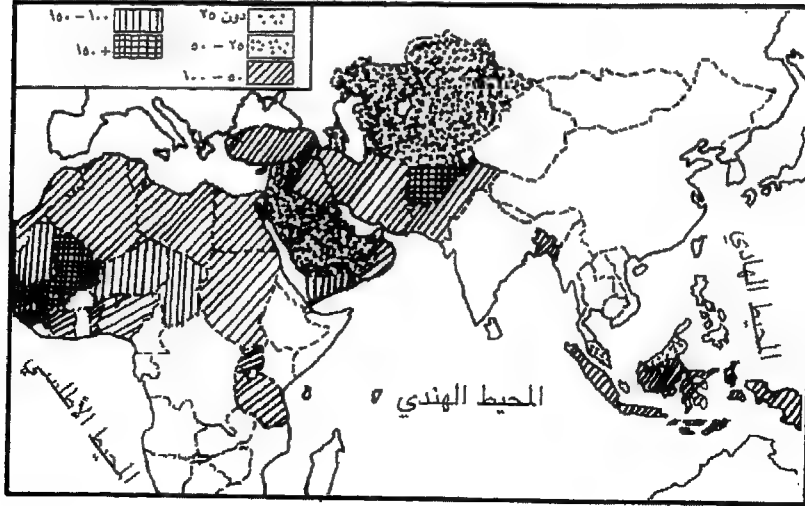 دون ٢٥
٢٥ – ٥٠
٥٠ – ١٠٠
١٠٠ – ١٥٠
+ ١٥٠
المحيط الهادي
المحيط الهندي
المحيط الأطلسي